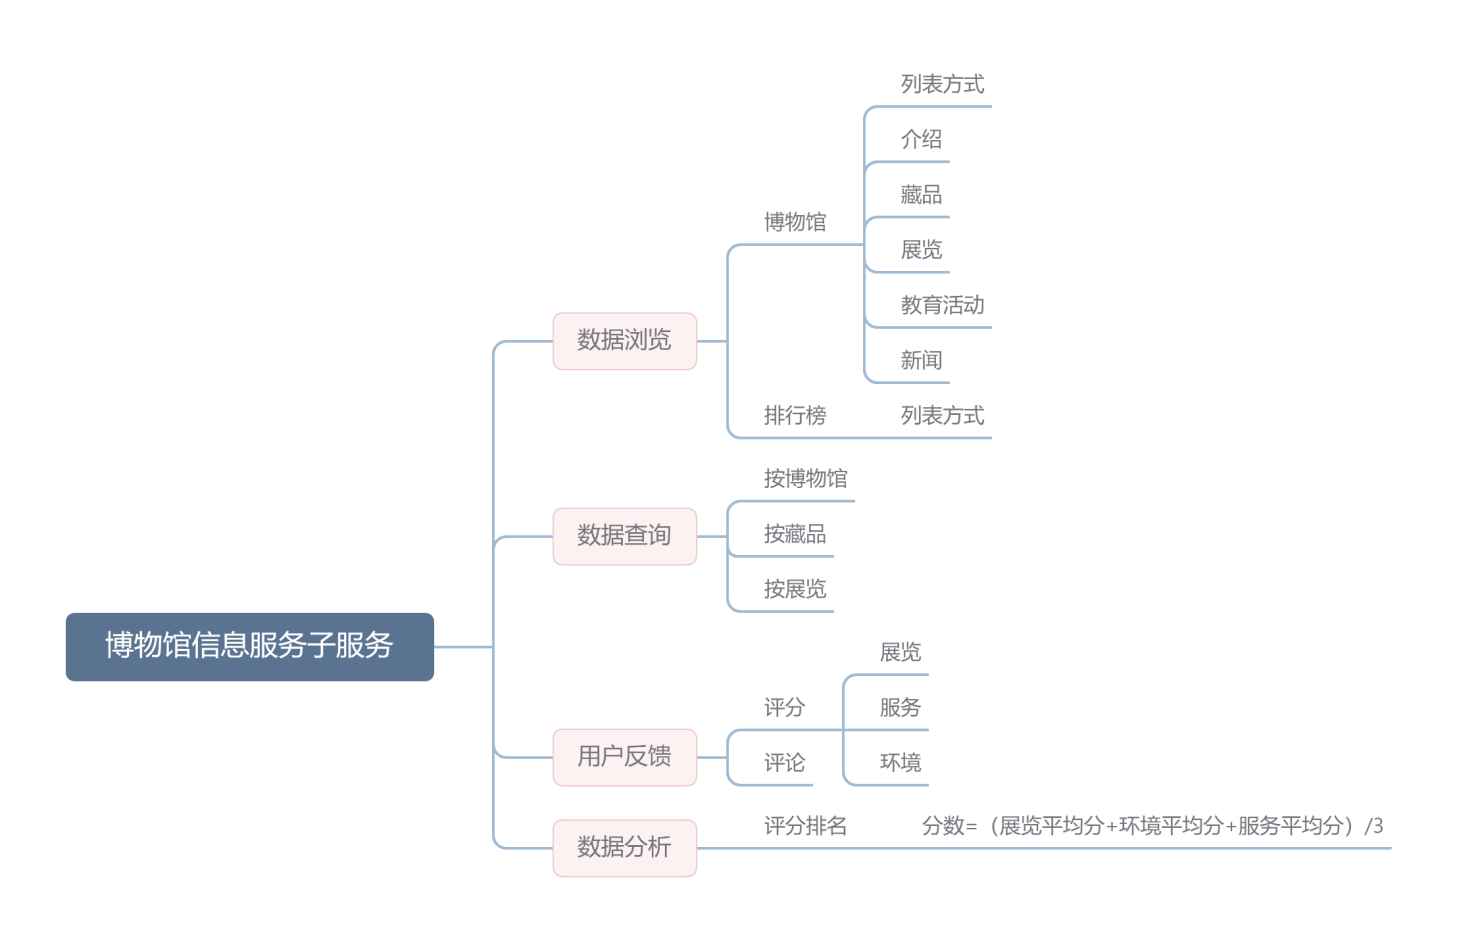 博物馆信息服务子服务
数据浏览
博物馆
列表方式
介绍
藏品
展览
教育活动
新闻
排行榜
列表方式
数据查询
按博物馆
按藏品
按展览
用户反馈
评分
展览
服务
环境
评论
数据分析
评分排名
分数=（展览平均分+环境平均分+服务平均分）/3